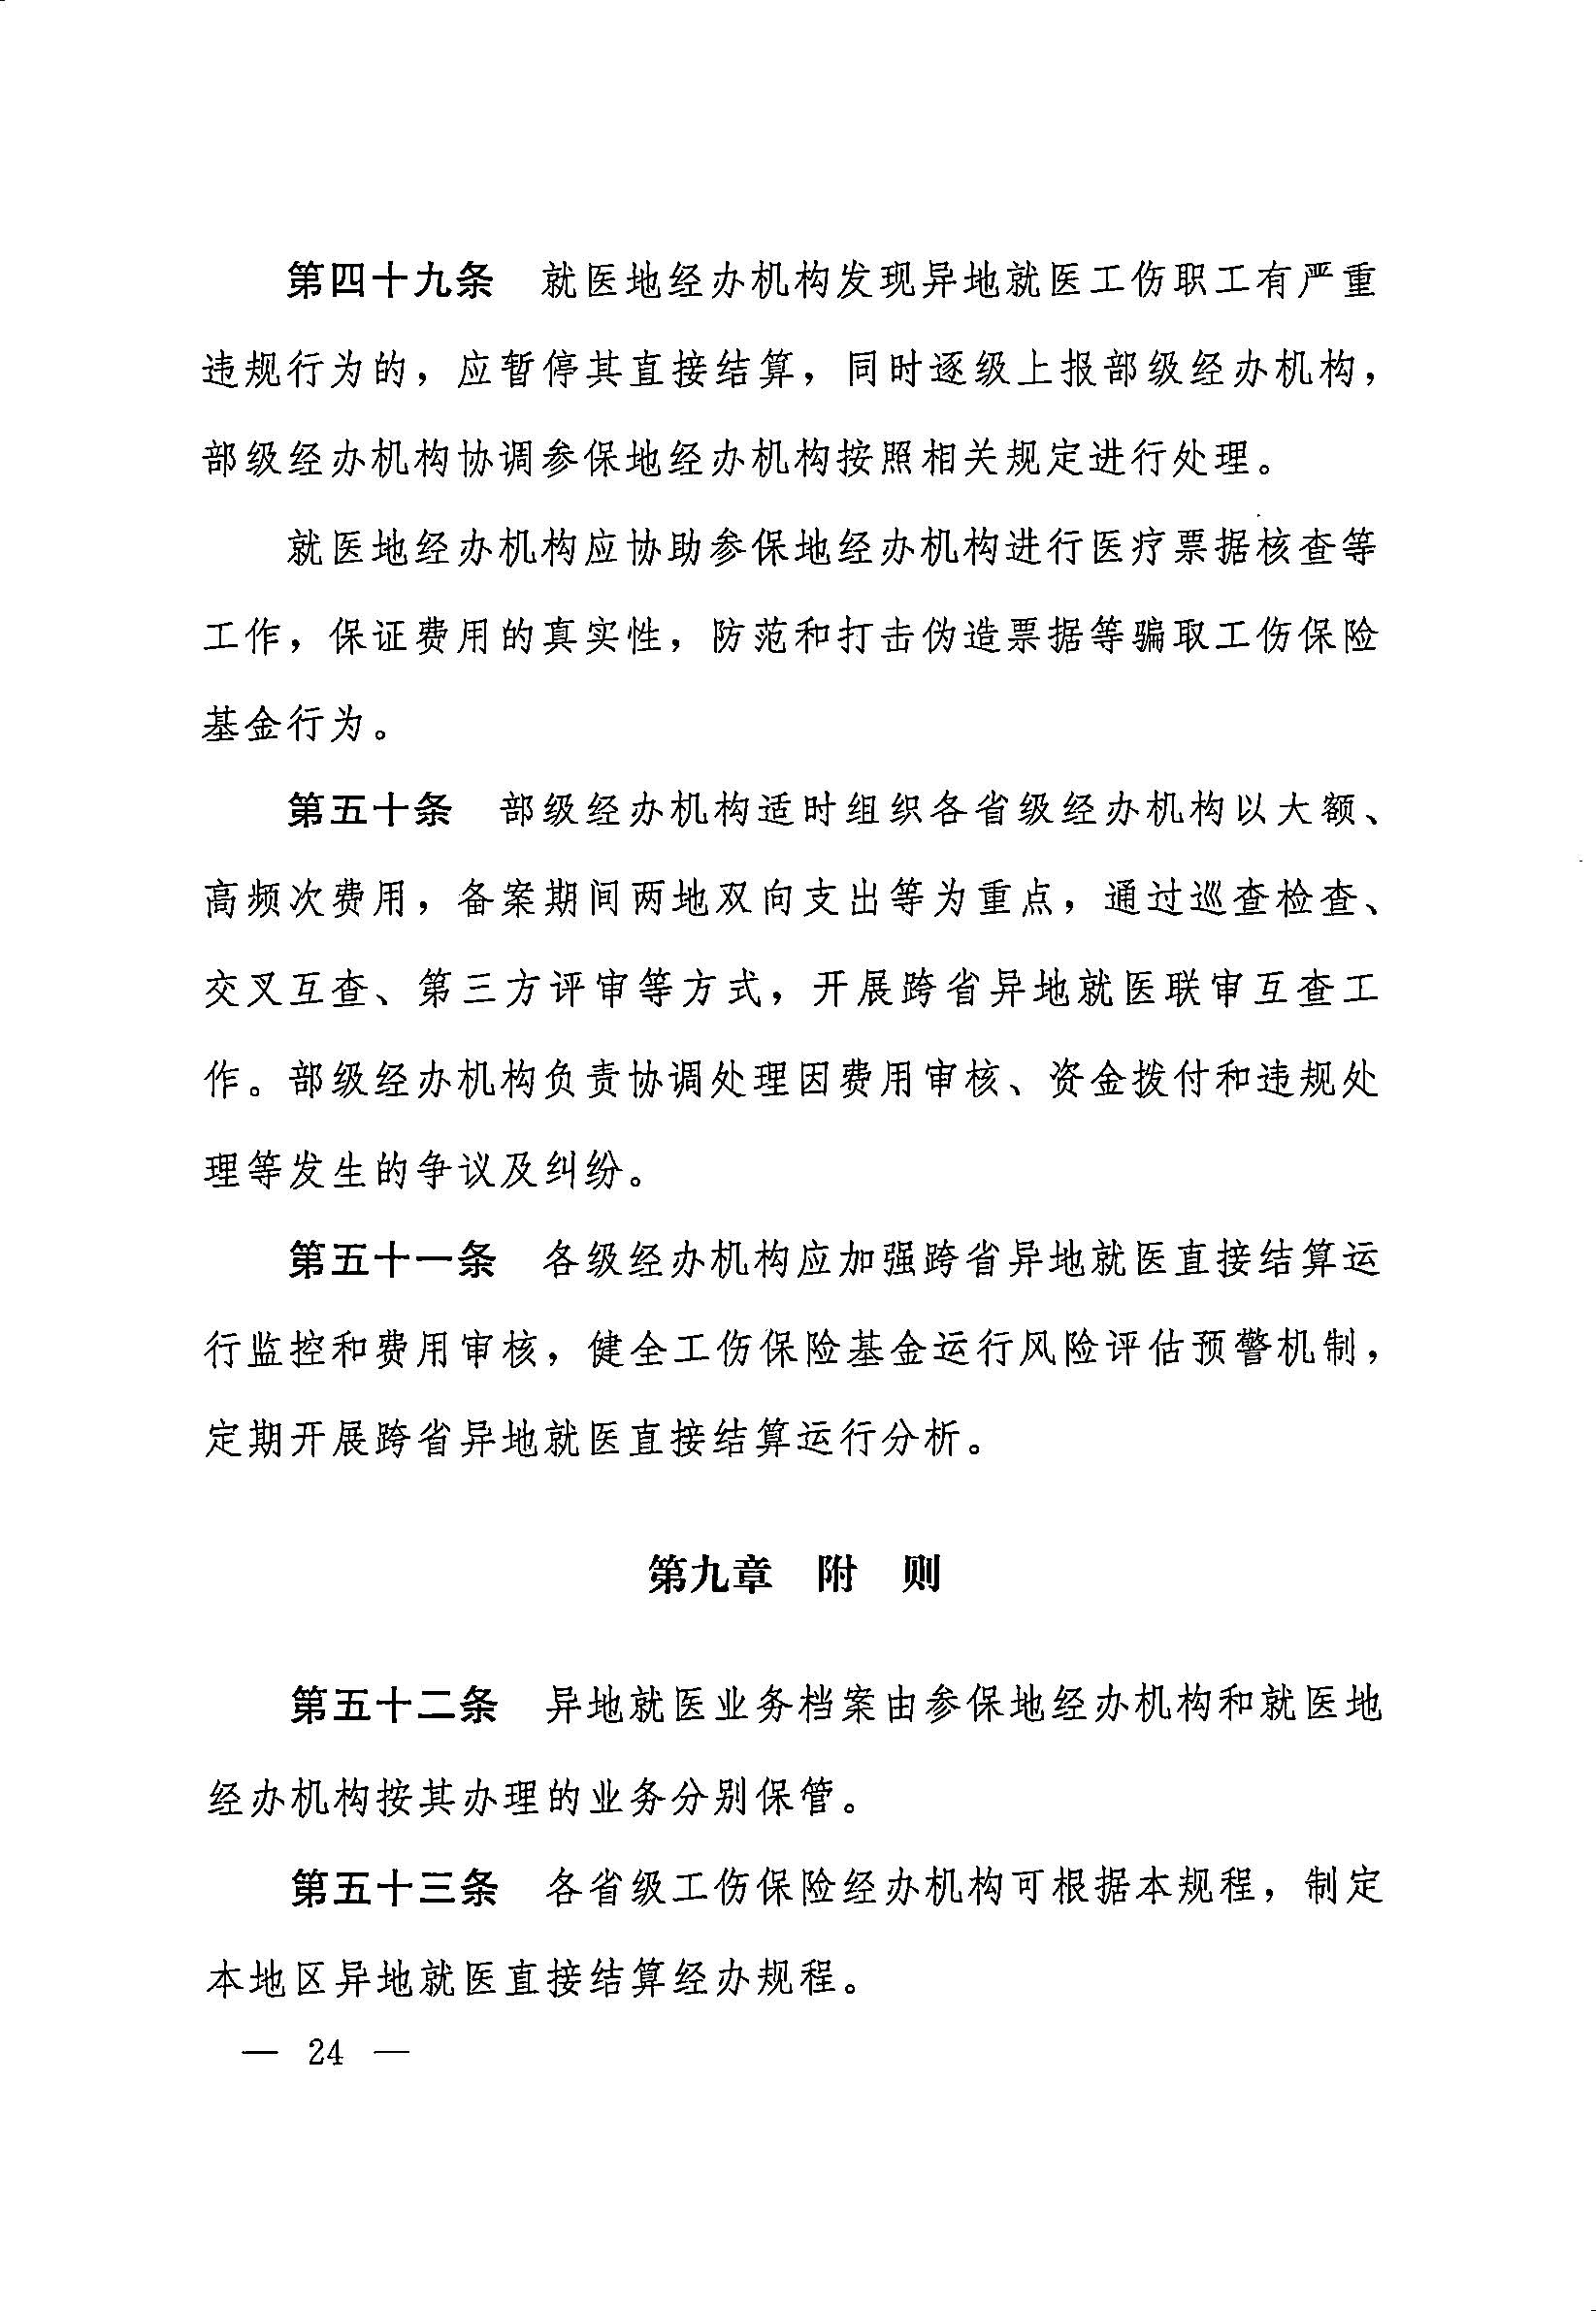 第四十九条　就医地经办机构发现异地就医工伤职工有严重
违规行为的，应暂停其直接结算，同时逐级上报部级经办机构，
部级经办机构协调参保地经办机构按照相关规定进行处理。
就医地经办机构应协助参保地经办机构进行医疗票据核查等
工作，保证费用的真实性，防范和打击伪造票据等骗取工伤保险
基金行为。
第五十条　部级经办机构适时组织各省级经办机构以大额、
高频次费用，备案期间两地双向支出等为重点，通过巡查检查、
交叉互查、第三方评审等方式，开展跨省异地就医联审互查工
作。部级经办机构负责协调处理因费用审核、资金拨付和违规处
理等发生的争议及纠纷。
第五十一条　各级经办机构应加强跨省异地就医直接结算运
行监控和费用审核，健全工伤保险基金运行风险评估预警机制，
定期开展跨省异地就医直接结算运行分析。
第九章　附　则
第五十二条　异地就医业务档案由参保地经办机构和就医地
经办机构按其办理的业务分别保管。
第五十三条　各省级工伤保险经办机构可根据本规程，制定
本地区异地就医直接结算经办规程。
— 24 —